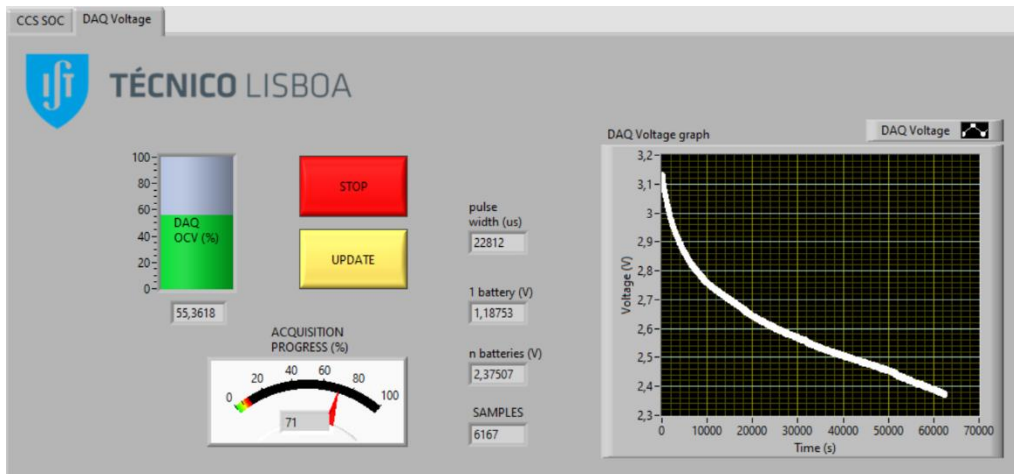 CCS SOC
DAQ Voltage
TÉCNICO LISBOA
100
80
60
40
20
0
DAQ
OCV (%)
55,3618
STOP
UPDATE
ACQUISITION
PROGRESS (%)
0
20
40
60
80
100
71
pulse
width (us)
22812
1 battery (V)
1,18753
n batteries (V)
2,37507
SAMPLES
6167
DAQ Voltage graph
DAQ Voltage
Voltage (V)
3,2
3,1
3
2,9
2,8
2,7
2,6
2,5
2,4
2,3
0 10000 20000 30000 40000 50000 60000 70000
Time (s)